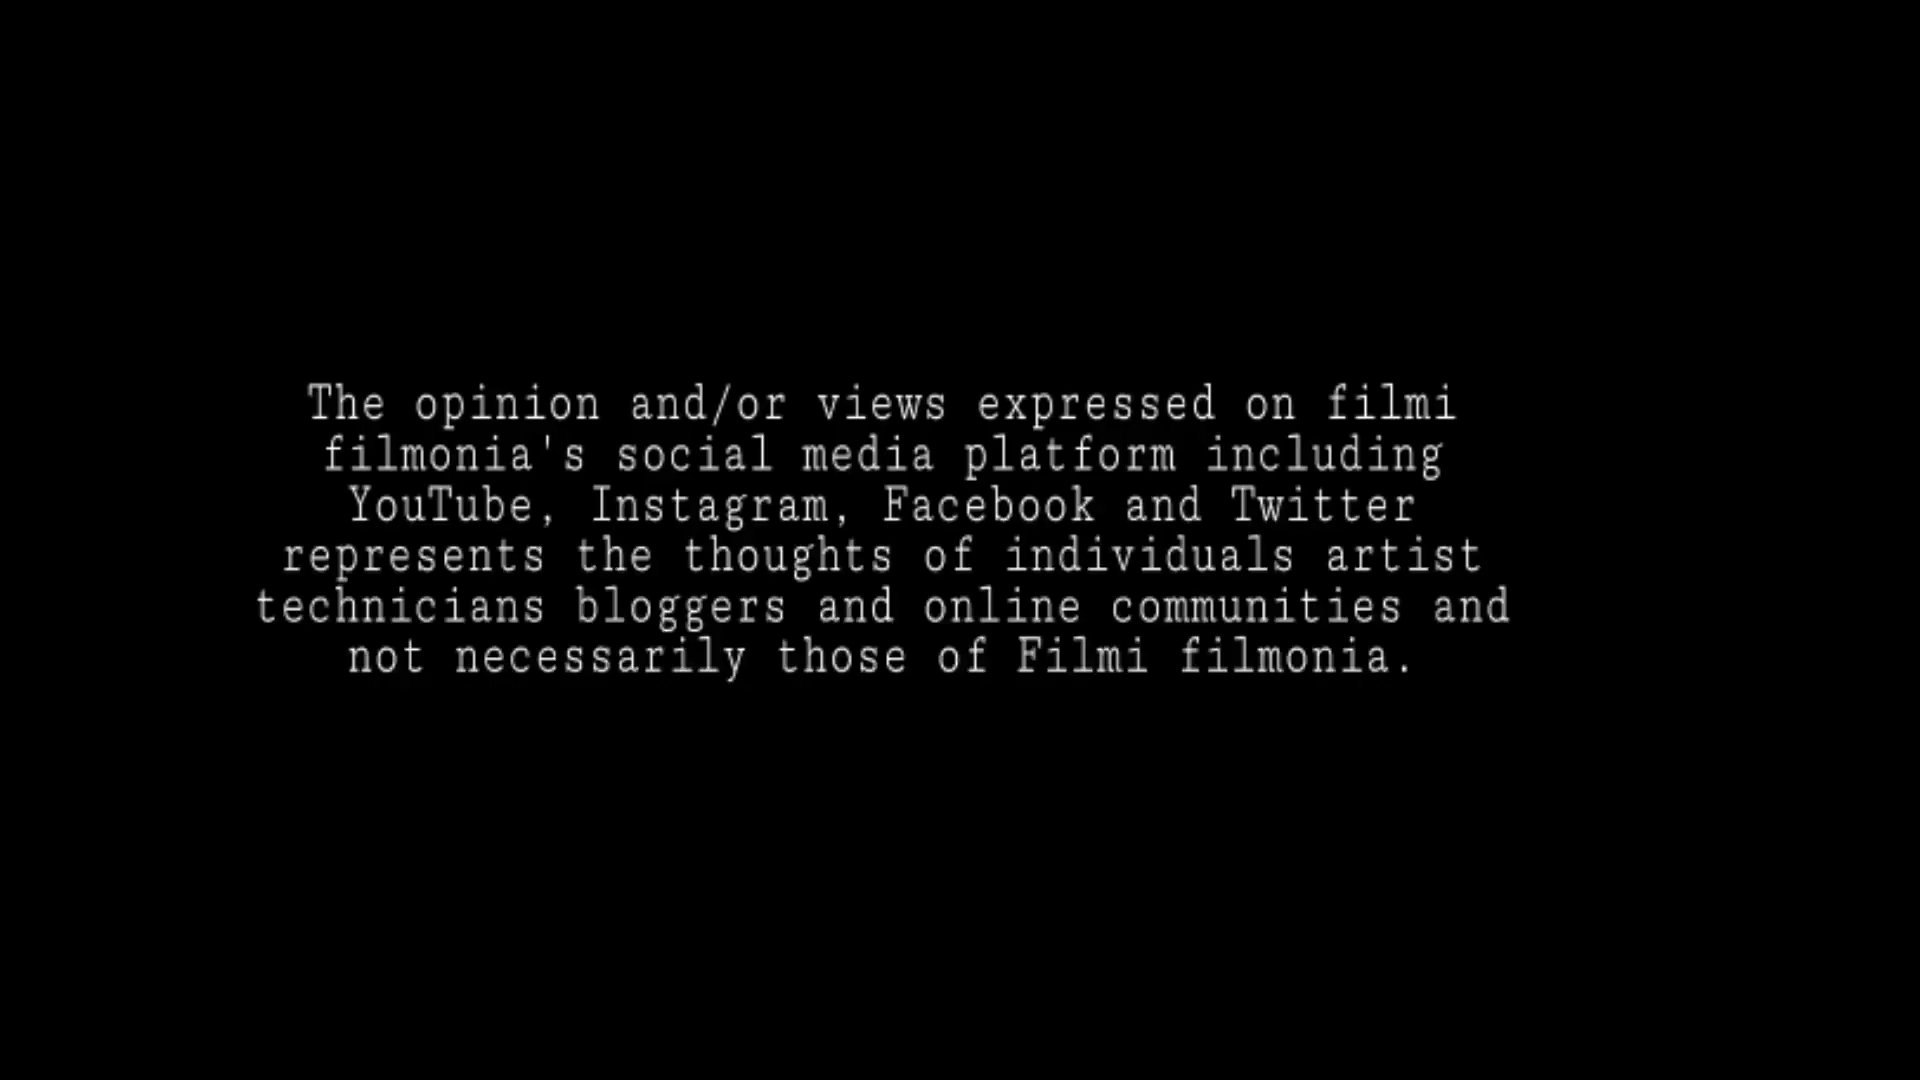 The opinion and/or views expressed on filmi
filmonia's social media platform including
YouTube, Instagram, Facebook and Twitter
represents the thoughts of individuals artist
technicians bloggers and online communities and
not necessarily those of Filmi filmonia.